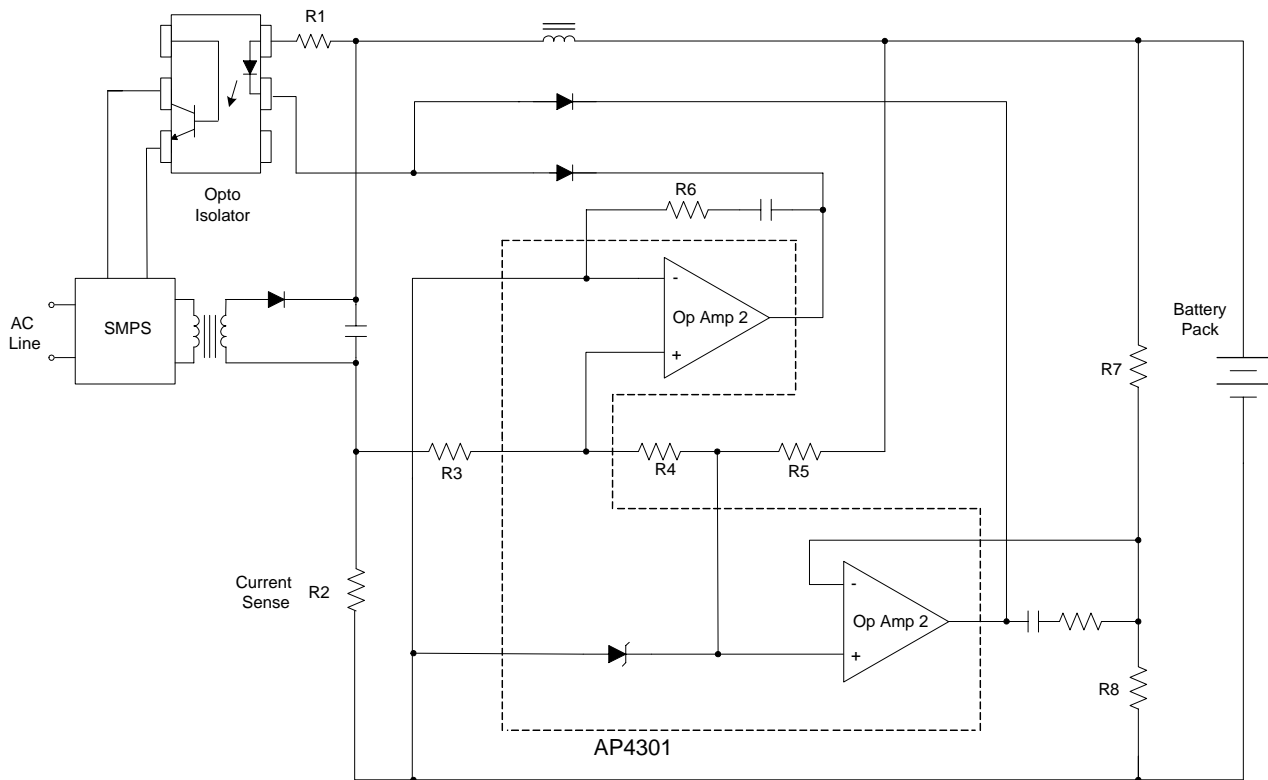 R1
Opto
Isolator
R6
-
Op Amp 2
+
AC
Line
SMPS
Battery
Pack
R7
R3
R4
R5
Current
Sense
R2
-
Op Amp 2
+
R8
AP4301